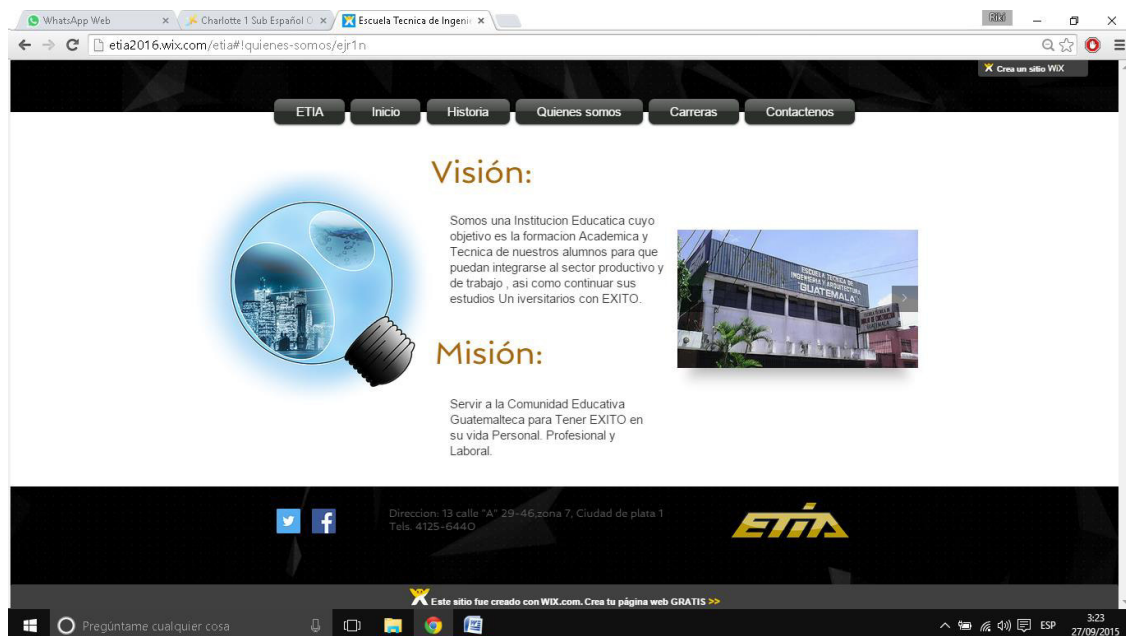 WhatsApp Web
Charlotte 1 Sub Español O
Escuela Tecnica de Ingenie
Riki
etia2016.wix.com/etia#!quienes-somos/ejr1n
Crea un sitio WiX
ETIA
Inicio
Historia
Quienes somos
Carreras
Contactenos
Visión:
Somos una Institucion Educatica cuyo
objetivo es la formacion Academica y
Tecnica de nuestros alumnos para que
puedan integrarse al sector productivo y
de trabajo , asi como continuar sus
estudios Un iversitarios con EXITO.
ESCUELA TECNICA DE
INGENIERIA Y ARQUITECTURA
"GUATEMALA"
Misión:
Servir a la Comunidad Educativa
Guatemalteca para Tener EXITO en
su vida Personal. Profesional y
Laboral.
Direccion: 13 calle "A" 29-46,zona 7, Ciudad de plata 1
Tels. 4125-6440
ETIA
Este sitio fue creado con WIX.com. Crea tu página web GRATIS >>
Pregúntame cualquier cosa
ESP
3:23
27/09/2015